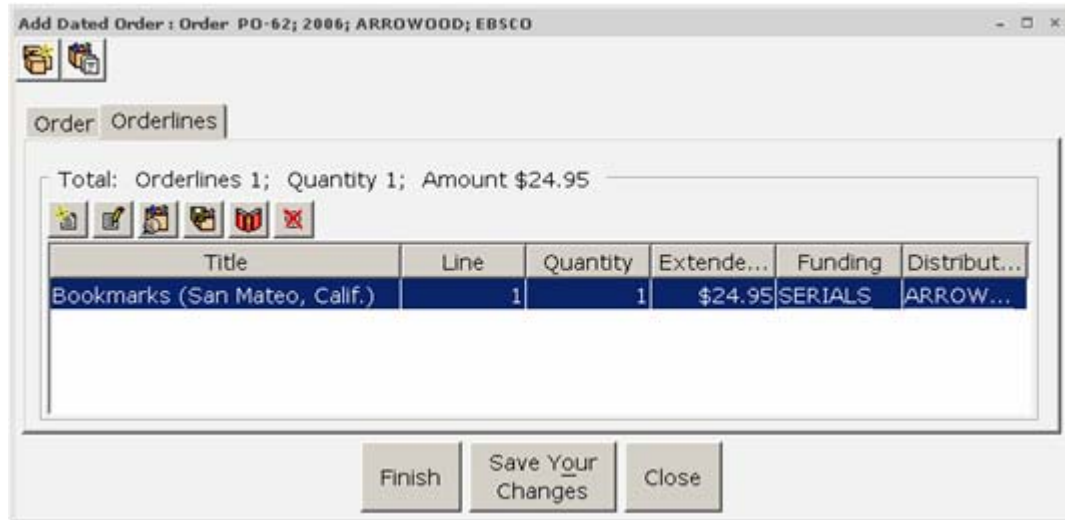 Add Dated Order : Order PO-62; 2006; ARROWOOD; EBSCO
Order Orderlines
Total: Orderlines 1; Quantity 1; Amount $24.95
Title Line Quantity Extende... Funding Distribut...
Bookmarks (San Mateo, Calif.) 1 1 $24.95 SERIALS ARROW...
Finish Save Your Changes Close